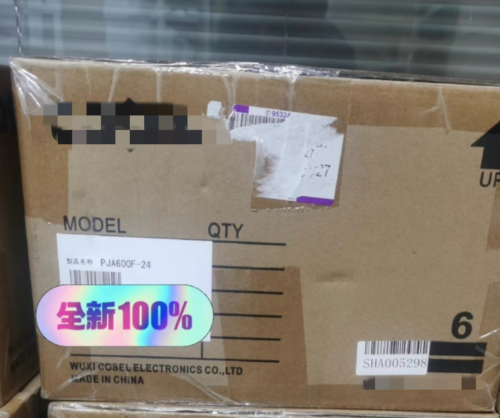 UP
MODEL QTY
製品名称 PJA600F-24
全新100%
6
SHA005298
WUXI COSEL ELECTRONICS CO.,LTD
MADE IN CHINA